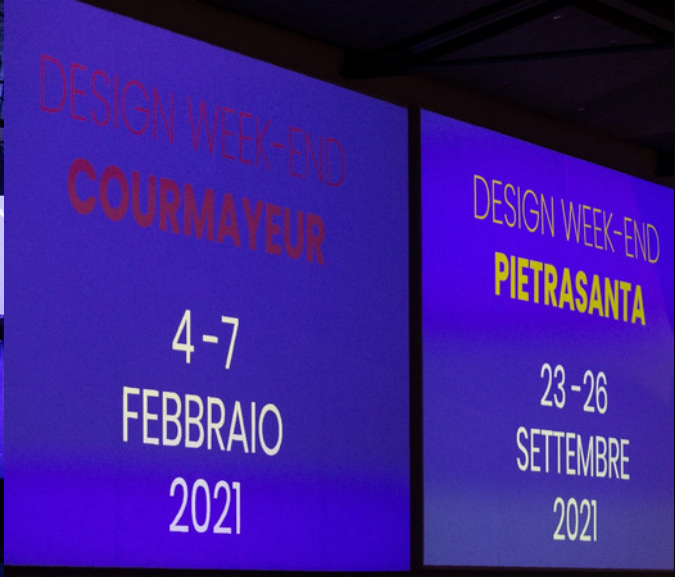 DESIGN WEEK-END
COURMAYEUR
4-7
FEBBRAIO
2021
DESIGN WEEK-END
PIETRASANTA
23-26
SETTEMBRE
2021